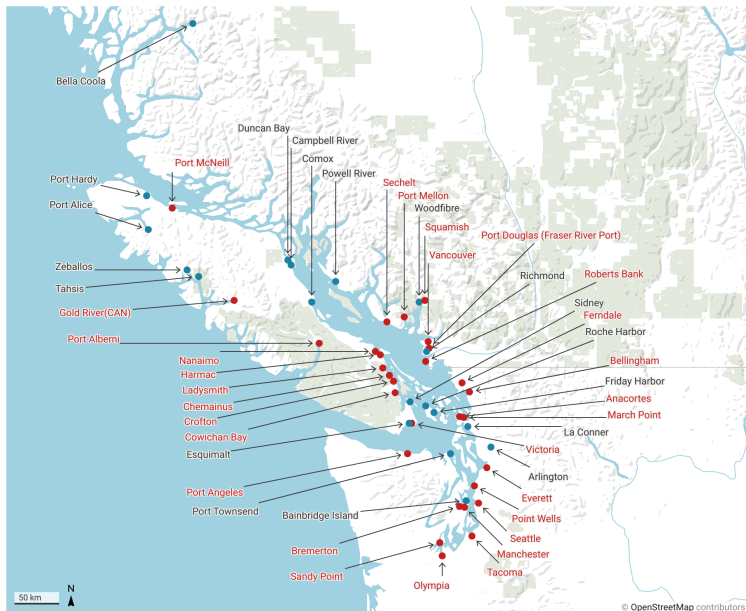 Bella Coola
Duncan Bay
Campbell River
Comox
Port McNeill
Powell River
Port Hardy
Sechelt
Port Mellon
Port Alice
Woodfibre
Squamish
Port Douglas (Fraser River Port)
Vancouver
Zeballos
Richmond
Roberts Bank
Tahsis
Sidney
Gold River(CAN)
Ferndale
Roche Harbor
Port Alberni
Nanaimo
Bellingham
Harmac
Friday Harbor
Ladysmith
Anacortes
Chemainus
March Point
Crofton
La Conner
Cowichan Bay
Victoria
Esquimalt
Arlington
Port Angeles
Everett
Port Townsend
Bainbridge Island
Point Wells
Seattle
Bremerton
Manchester
Sandy Point
Tacoma
Olympia
50 km
N
© OpenStreetMap contributors